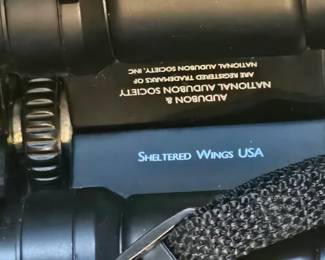 AUDUBON &
NATIONAL AUDUBON SOCIETY
ARE REGISTERED TRADEMARKS OF
NATIONAL AUDUBON SOCIETY, INC
SHELTERED WINGS USA